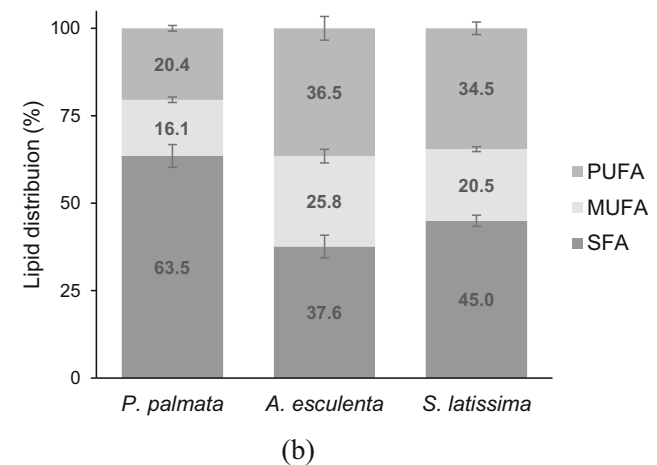 Lipid distribuion (%)
100
75
50
25
0
20.4
16.1
63.5
36.5
25.8
37.6
34.5
20.5
45.0
PUFA
MUFA
SFA
P. palmata
A. esculenta
S. latissima
(b)